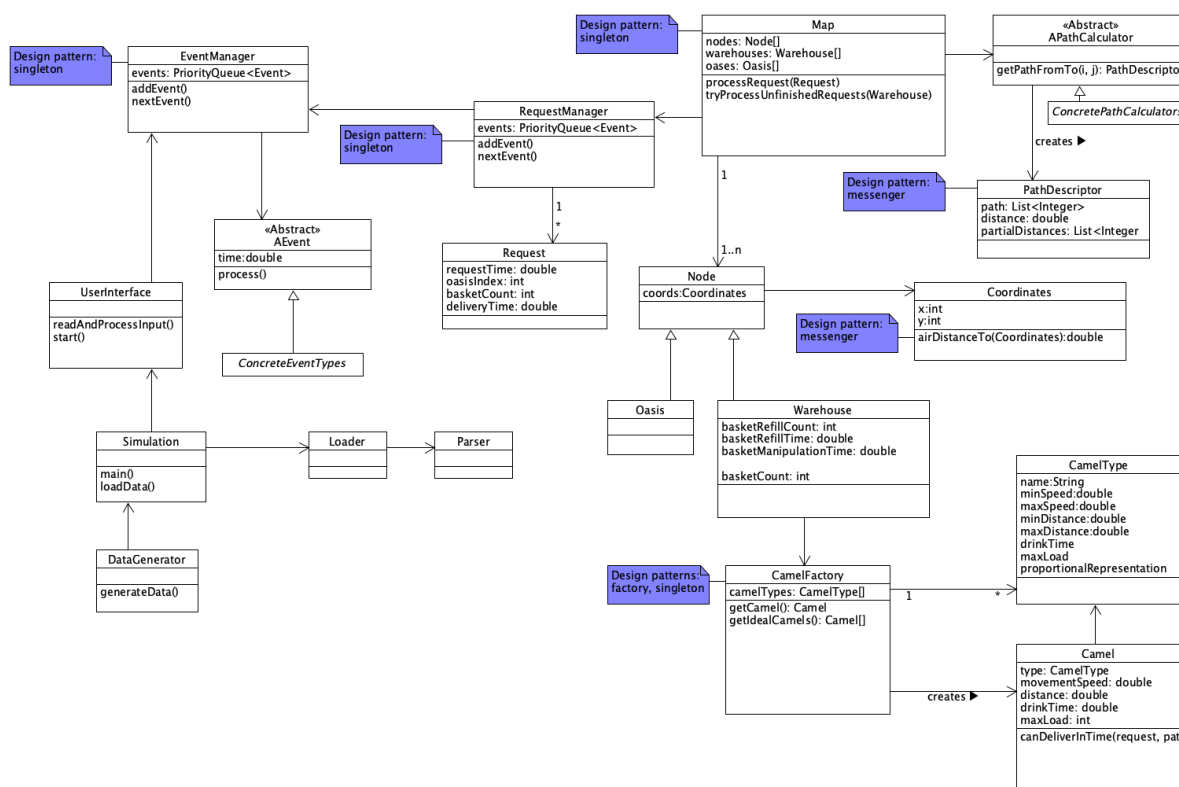 Design pattern:
singleton
EventManager
events: PriorityQueue<Event>
addEvent()
nextEvent()
Design pattern:
singleton
RequestManager
events: PriorityQueue<Event>
addEvent()
nextEvent()
Design pattern:
singleton
Map
nodes: Node[]
warehouses: Warehouse[]
oases: Oasis[]
processRequest(Request)
tryProcessUnfinishedRequests(Warehouse)
«Abstract»
APathCalculator
getPathFromTo(i, j): PathDescripto
ConcretePathCalculators
creates ▶
Design pattern:
messenger
PathDescriptor
path: List<Integer>
distance: double
partialDistances: List<Integer
«Abstract»
AEvent
time:double
process()
ConcreteEventTypes
1
*
Request
requestTime: double
oasisIndex: int
basketCount: int
deliveryTime: double
1
1..n
Node
coords:Coordinates
Design pattern:
messenger
Coordinates
x:int
y:int
airDistanceTo(Coordinates):double
UserInterface
readAndProcessInput()
start()
Oasis
Warehouse
basketRefillCount: int
basketRefillTime: double
basketManipulationTime: double
basketCount: int
Simulation
main()
loadData()
Loader
Parser
DataGenerator
generateData()
Design patterns:
factory, singleton
CamelFactory
camelTypes: CamelType[]
getCamel(): Camel
getIdealCamels(): Camel[]
1
*
creates ▶
CamelType
name:String
minSpeed:double
maxSpeed:double
minDistance:double
maxDistance:double
drinkTime
maxLoad
proportionalRepresentation
Camel
type: CamelType
movementSpeed: double
distance: double
drinkTime: double
maxLoad: int
canDeliverInTime(request, pat